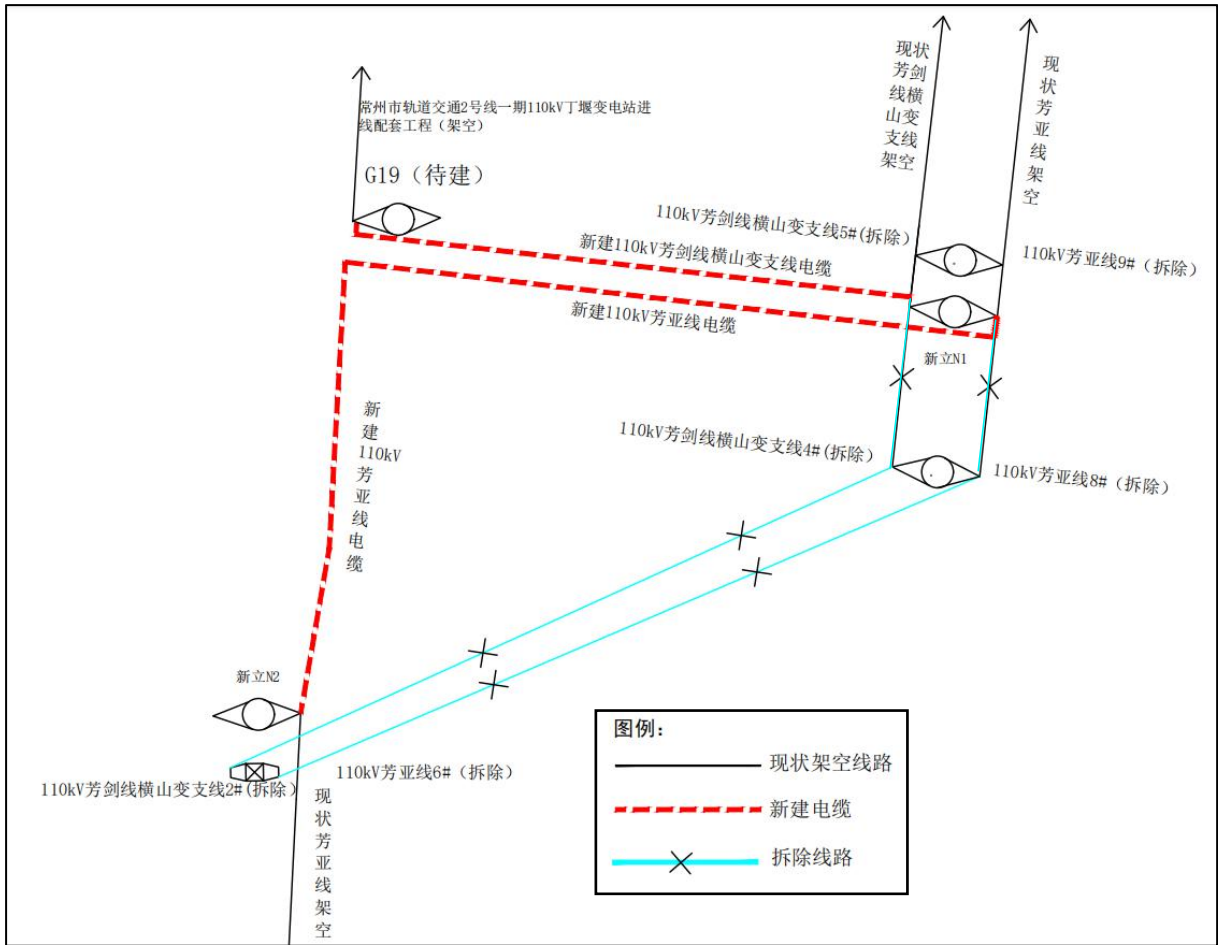 现状
芳剑
线横
山变
支线
架空
现状芳亚线架空
常州市轨道交通2号线一期110kV丁堰变电站进
线配套工程（架空）
G19（待建）
110kV芳剑线横山变支线5#(拆除）
110kV芳亚线9#（拆除）
新建110kV芳剑线横山变支线电缆
新建110kV芳亚线电缆
新立N1
新
建
110kV
芳
亚
线
电
缆
110kV芳剑线横山变支线4#(拆除）
110kV芳亚线8#（拆除）
新立N2
110kV芳亚线6#（拆除）
110kV芳剑线横山变支线2#(拆除）
现状芳亚线架空
图例：
现状架空线路
新建电缆
拆除线路